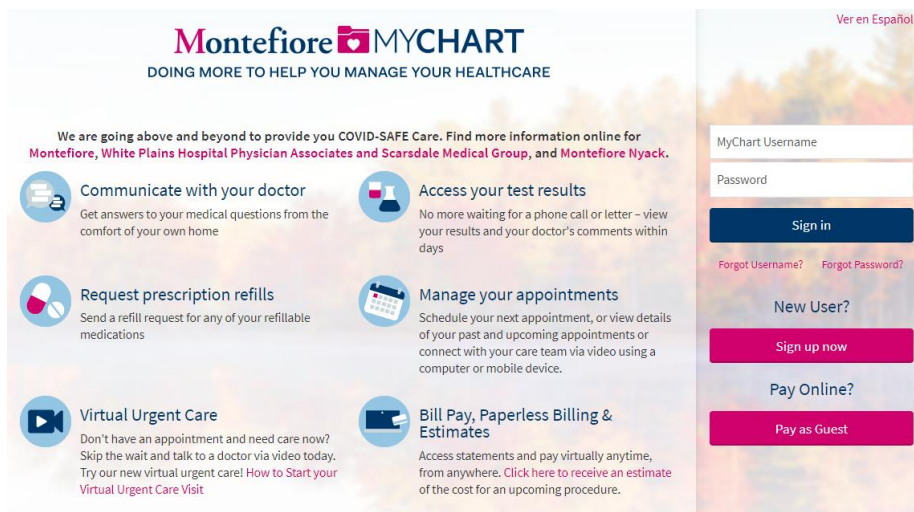 Ver en Español
Montefiore MYCHART
DOING MORE TO HELP YOU MANAGE YOUR HEALTHCARE
We are going above and beyond to provide you COVID-SAFE Care. Find more information online for
Montefiore, White Plains Hospital Physician Associates and Scarsdale Medical Group, and Montefiore Nyack.
Communicate with your doctor
Get answers to your medical questions from the
comfort of your own home
Access your test results
No more waiting for a phone call or letter – view
your results and your doctor's comments within
days
Request prescription refills
Send a refill request for any of your refillable
medications
Manage your appointments
Schedule your next appointment, or view details
of your past and upcoming appointments or
connect with your care team via video using a
computer or mobile device.
Virtual Urgent Care
Don't have an appointment and need care now?
Skip the wait and talk to a doctor via video today.
Try our new virtual urgent care! How to Start your
Virtual Urgent Care Visit
Bill Pay, Paperless Billing &
Estimates
Access statements and pay virtually anytime,
from anywhere. Click here to receive an estimate
of the cost for an upcoming procedure.
MyChart Username
Password
Sign in
Forgot Username? Forgot Password?
New User?
Sign up now
Pay Online?
Pay as Guest